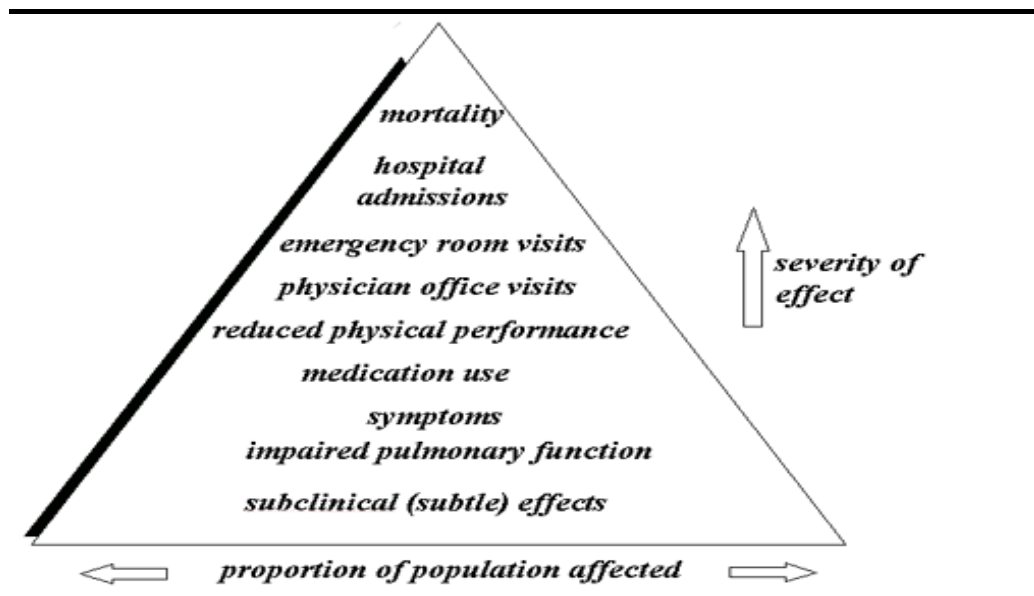 mortality
hospital
admissions
emergency room visits
physician office visits
reduced physical performance
medication use
symptoms
impaired pulmonary function
subclinical (subtle) effects
severity of
effect
proportion of population affected